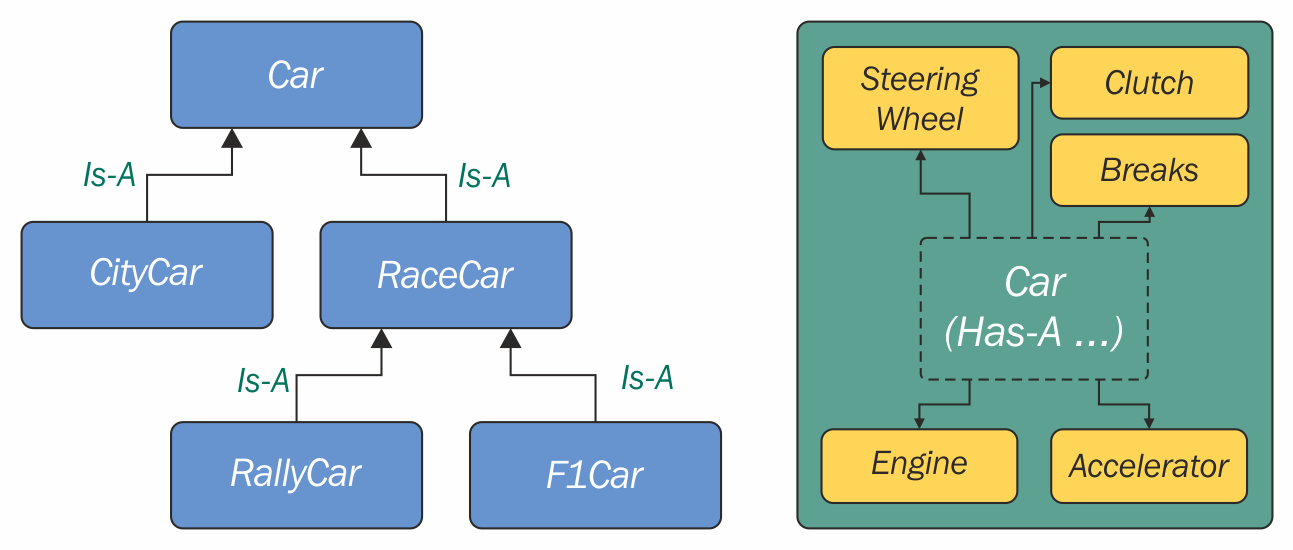 Car
Is-A
Is-A
CityCar
RaceCar
Is-A
Is-A
RallyCar
F1Car
Steering
Wheel
Clutch
Breaks
Car
(Has-A ...)
Engine
Accelerator